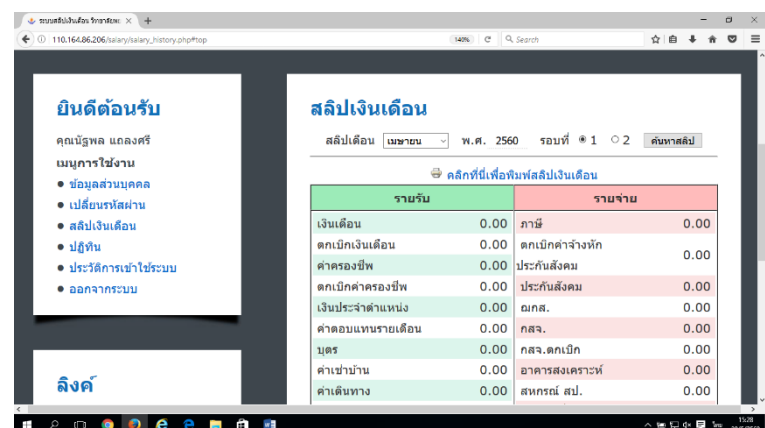 ระบบสลิปเงินเดือน วิทยาลัยพ
110.164.86.206/salary/salary_history.php#top
140%
Search
ยินดีต้อนรับ
คุณนัฐพล แถลงศรี
เมนูการใช้งาน
ข้อมูลส่วนบุคคล
เปลี่ยนรหัสผ่าน
สลิปเงินเดือน
ปฏิทิน
ประวัติการเข้าใช้ระบบ
ออกจากระบบ
ลิงค์
สลิปเงินเดือน
สลิปเดือน เมษายน พ.ศ. 2560 รอบที่ 1 2 ค้นหาสลิป
คลิกที่นี่เพื่อพิมพ์สลิปเงินเดือน
รายรับ รายจ่าย
เงินเดือน 0.00 ภาษี 0.00
ตกเบิกเงินเดือน 0.00 ตกเบิกค่าจ้างหัก
ค่าครองชีพ 0.00 ประกันสังคม 0.00
ตกเบิกค่าครองชีพ 0.00 ประกันสังคม 0.00
เงินประจำตำแหน่ง 0.00 ฌกส. 0.00
ค่าตอบแทนรายเดือน 0.00 กสจ. 0.00
บุตร 0.00 กสจ.ตกเบิก 0.00
ค่าเช่าบ้าน 0.00 อาคารสงเคราะห์ 0.00
ค่าเดินทาง 0.00 สหกรณ์ สป. 0.00
15:28